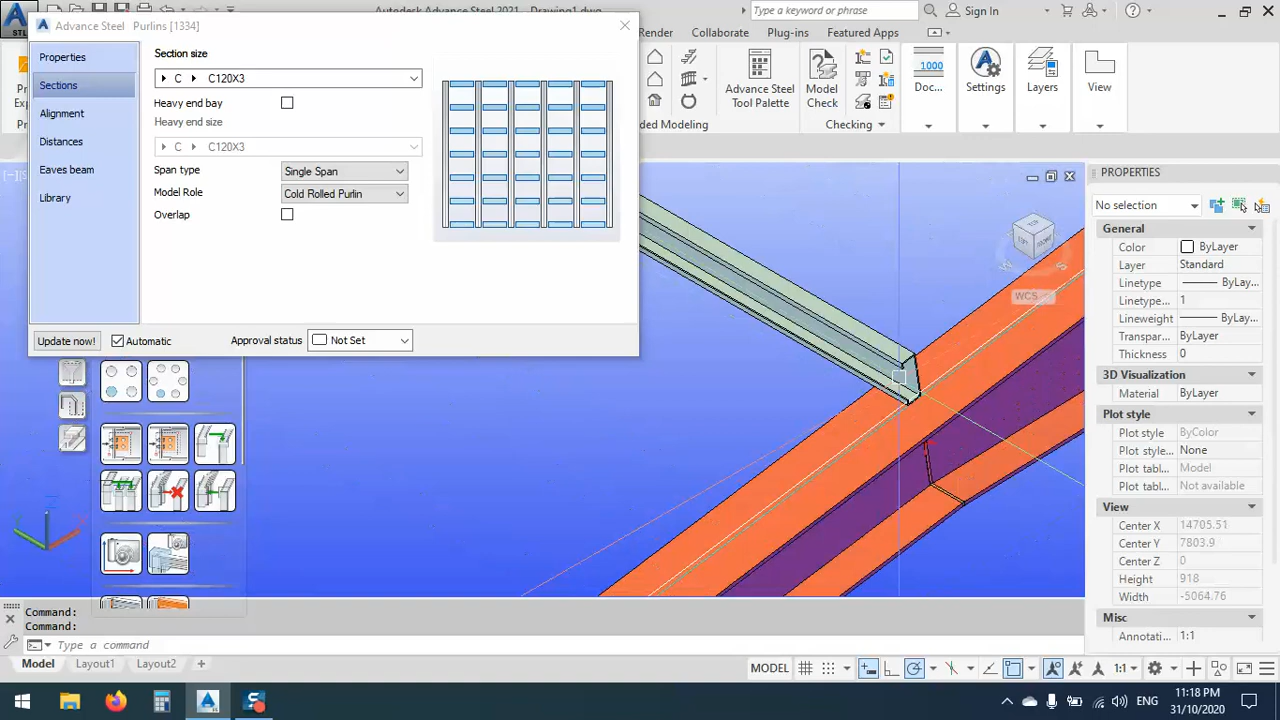 STL
Autodesk Advance Steel 2021 - Drawing1.dwg
Type a keyword or phrase
Sign In
Advance Steel Purlins [1334]
Render
Collaborate
Plug-ins
Featured Apps
Properties
Sections
Alignment
Distances
Eaves beam
Library
Section size
C C120X3
Heavy end bay
Heavy end size
C C120X3
Span type
Single Span
Model Role
Cold Rolled Purlin
Overlap
Update now!
Automatic
Approval status
Not Set
Advance Steel
Tool Palette
Model
Check
1000
Doc...
Settings
Layers
View
ded Modeling
Checking
TOP
WCS
PROPERTIES
No selection
General
Color ByLayer
Layer Standard
Linetype ByLay...
Linetype... 1
Lineweight ByLay...
Transpar... ByLayer
Thickness 0
3D Visualization
Material ByLayer
Plot style
Plot style ByColor
Plot style... None
Plot tabl... Model
Plot tabl... Not available
View
Center X 14705.51
Center Y 7803.9
Center Z 0
Height 918
Width -5064.76
Misc
Annotati... 1:1
Command:
Command:
Type a command
Model Layout1 Layout2 +
MODEL
1:1
ENG
11:18 PM
31/10/2020